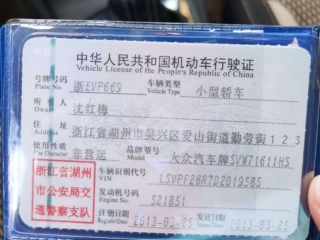 中华人民共和国机动车行驶证
Vehicle License of the People's Republic of China
号牌号码 浙EVP669 车辆类型 小型轿车
Plate No. Vehicle Type
所有人 沈红梅
Owner
住址 浙江省湖州市吴兴区爱山街道勤劳街123
Address
使用性质 非营运 品牌型号 大众汽车牌SVW71611HS
Use Character Model
浙江省湖州市公安局交通警察支队
车辆识别代号 LSVPF26R7D2019585
VIN
发动机号码 521851
Engine No.
注册日期 2013-03-25 发证日期 2013-03-25
Register Date Issue Date